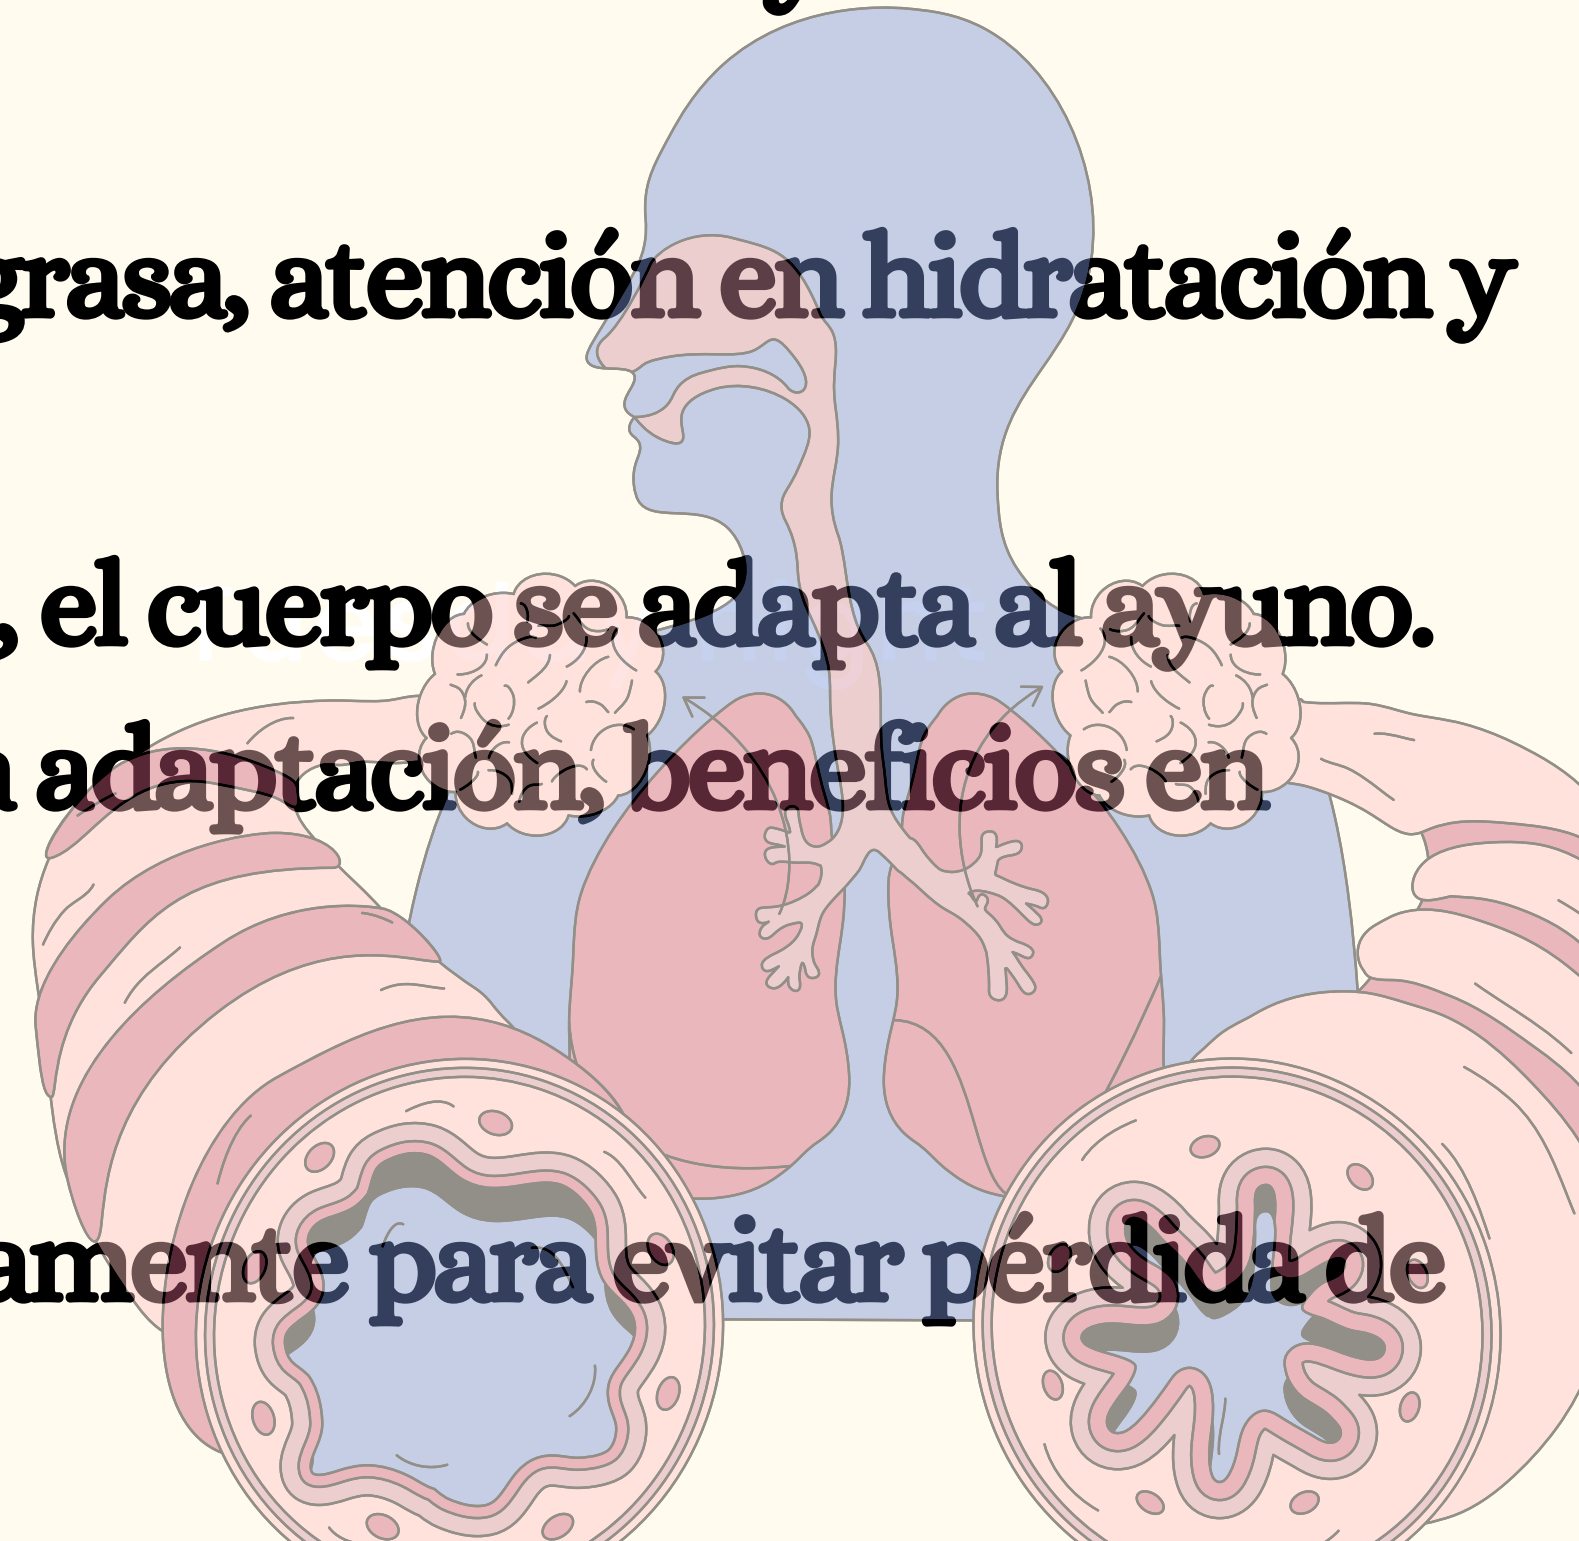 grasa, atención en hidratación y
, el cuerpo se adapta al ayuno.
adaptación, beneficios en
amente para evitar pérdida de